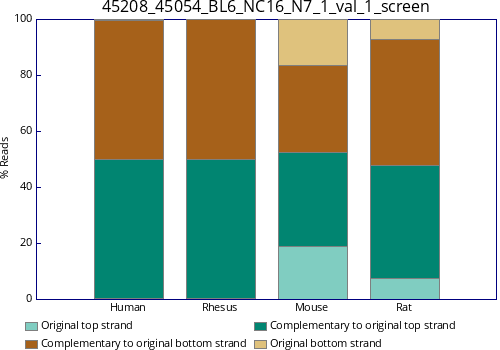 45208_45054_BL6_NC16_N7_1_val_1_screen
100
80
60
40
20
0
% Reads
Human Rhesus Mouse Rat
Original top strand Complementary to original top strand
Complementary to original bottom strand Original bottom strand